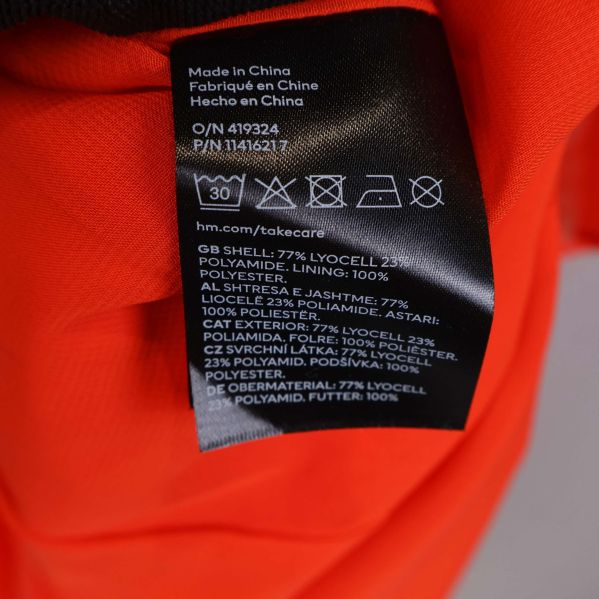 Made in China
Fabriqué en Chine
Hecho en China
O/N 419324
P/N 11416217
30
hm.com/takecare
GB SHELL: 77% LYOCELL 23%
POLYAMIDE. LINING: 100%
POLYESTER.
AL SHTRESA E JASHTME: 77%
LIOCELË 23% POLIAMIDE. ASTARI:
100% POLIESTËR.
CAT EXTERIOR: 77% LYOCELL 23%
POLIAMIDA. FOLRE: 100% POLIÈSTER.
CZ SVRCHNÍ LÁTKA: 77% LYOCELL
23% POLYAMID. PODŠÍVKA: 100%
POLYESTER.
DE OBERMATERIAL: 77% LYOCELL
23% POLYAMID. FUTTER: 100%